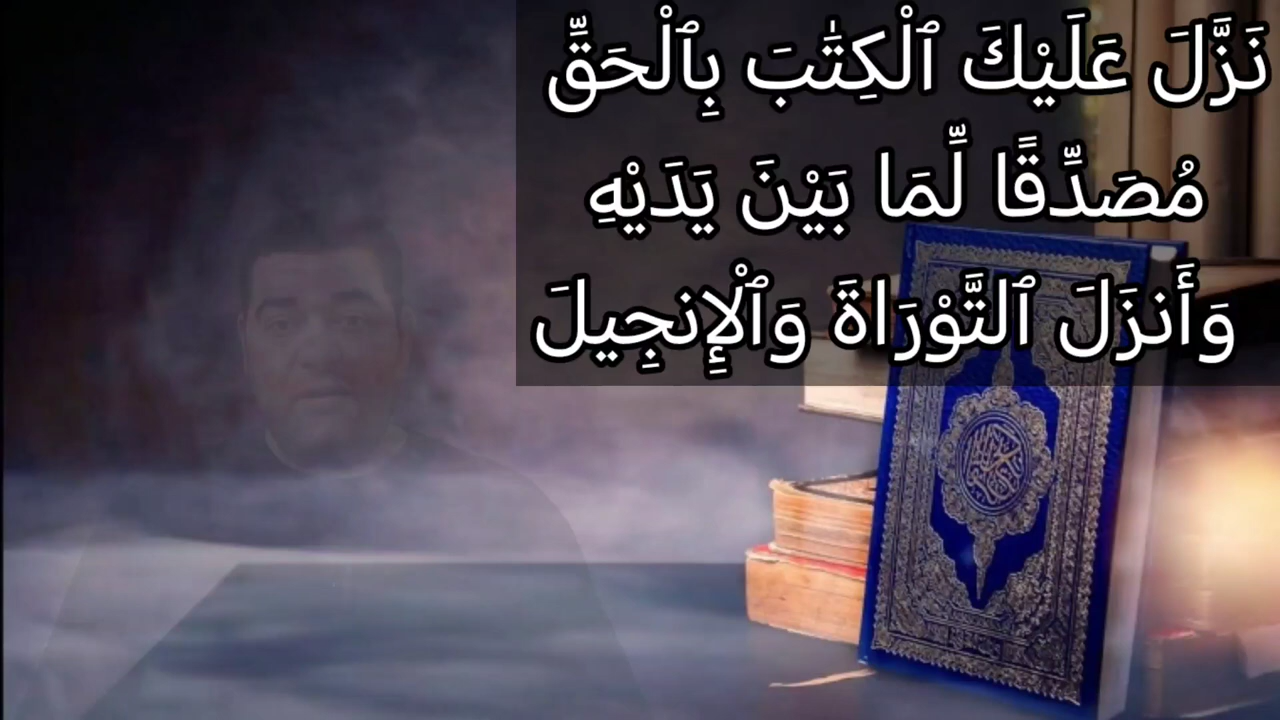 نَزَّلَ عَلَيْكَ ٱلْكِتَٰبَ بِٱلْحَقِّ
مُصَدِّقًا لِّمَا بَيْنَ يَدَيْهِ
وَأَنزَلَ ٱلتَّوْرَاةَ وَٱلْإِنجِيلَ